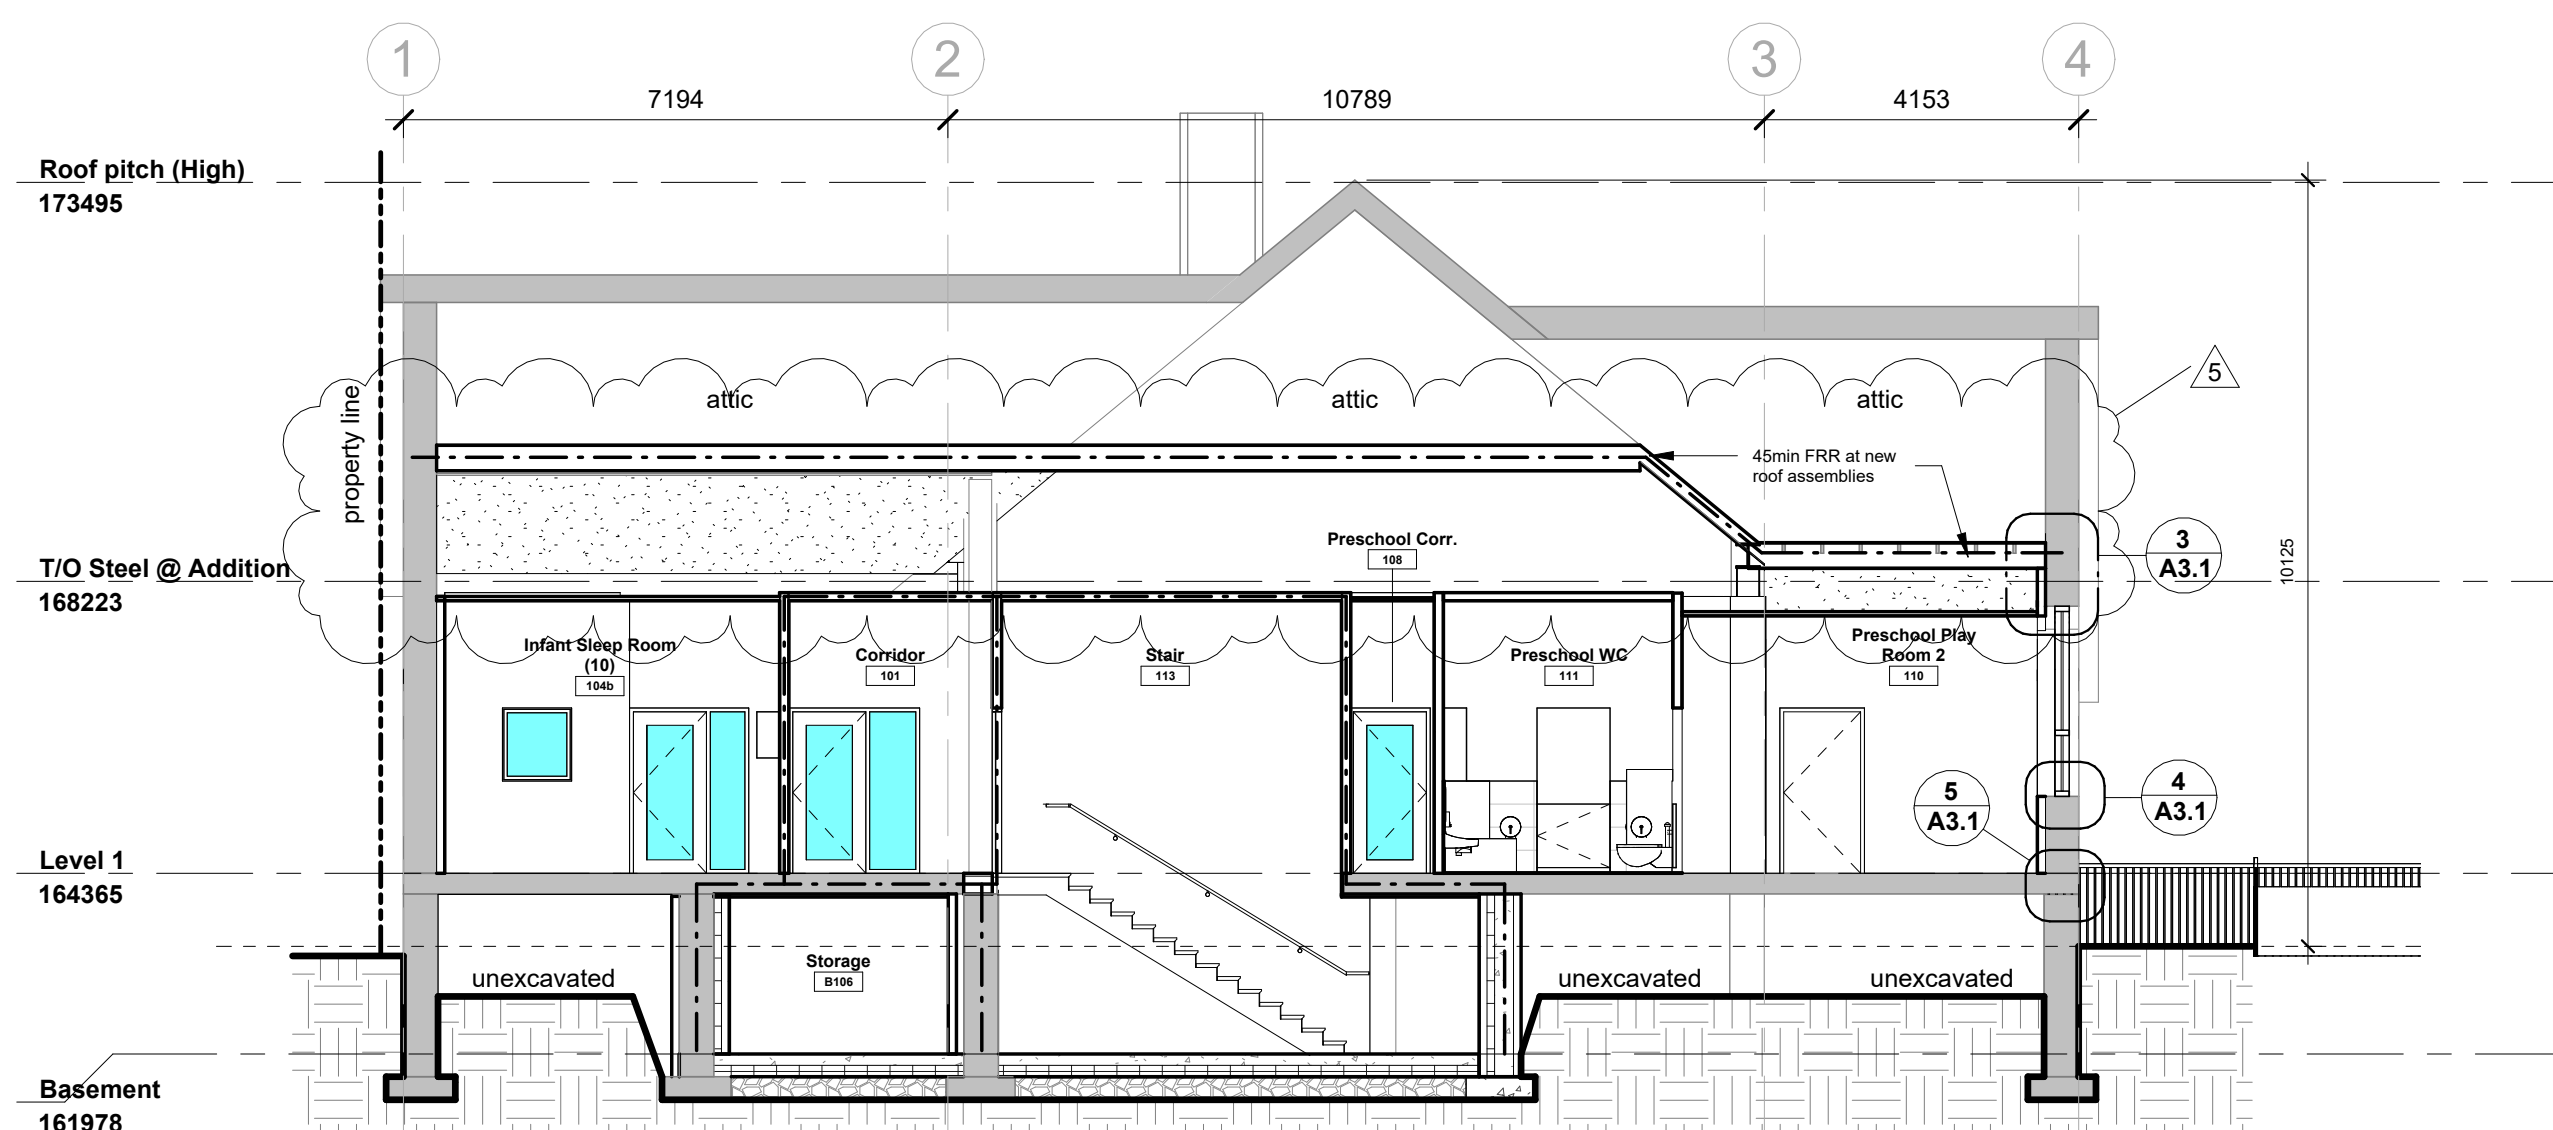 1
2
3
4
7194
10789
4153
Roof pitch (High)
173495
property line
attic
attic
attic
5
45min FRR at new
roof assemblies
Preschool Corr.
108
3
A3.1
10125
T/O Steel @ Addition
168223
Infant Sleep Room
(10)
104b
Corridor
101
Stair
113
Preschool WC
111
Preschool Play
Room 2
110
5
A3.1
4
A3.1
Level 1
164365
Storage
B106
unexcavated
unexcavated
unexcavated
Basement
161978